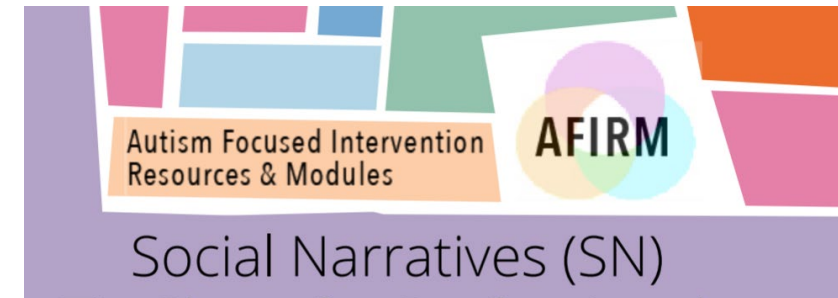 Autism Focused Intervention
Resources & Modules
AFIRM
Social Narratives (SN)